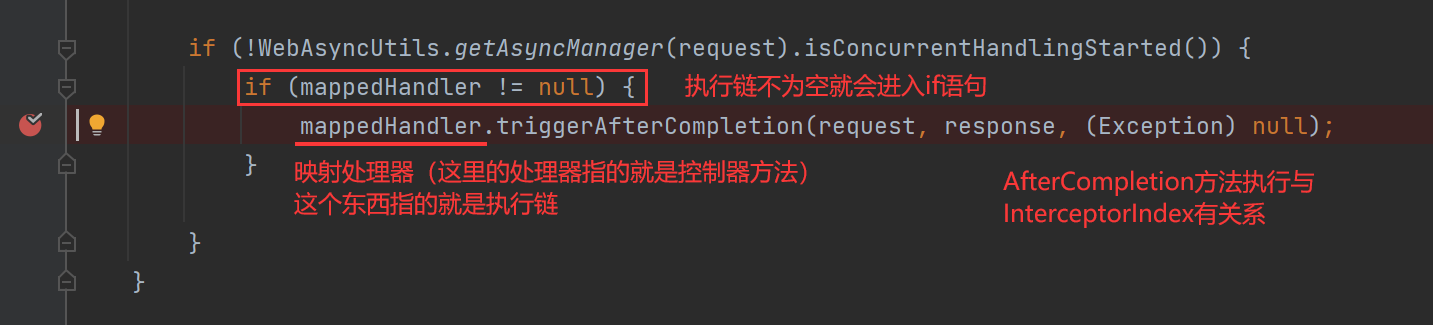 if (!WebAsyncUtils.getAsyncManager(request).isConcurrentHandlingStarted()) {
if (mappedHandler != null) { 执行链不为空就会进入if语句
mappedHandler.triggerAfterCompletion(request, response, (Exception) null);
}
映射处理器（这里的处理器指的就是控制器方法）
这个东西指的就是执行链
AfterCompletion方法执行与
InterceptorIndex有关系
}
}